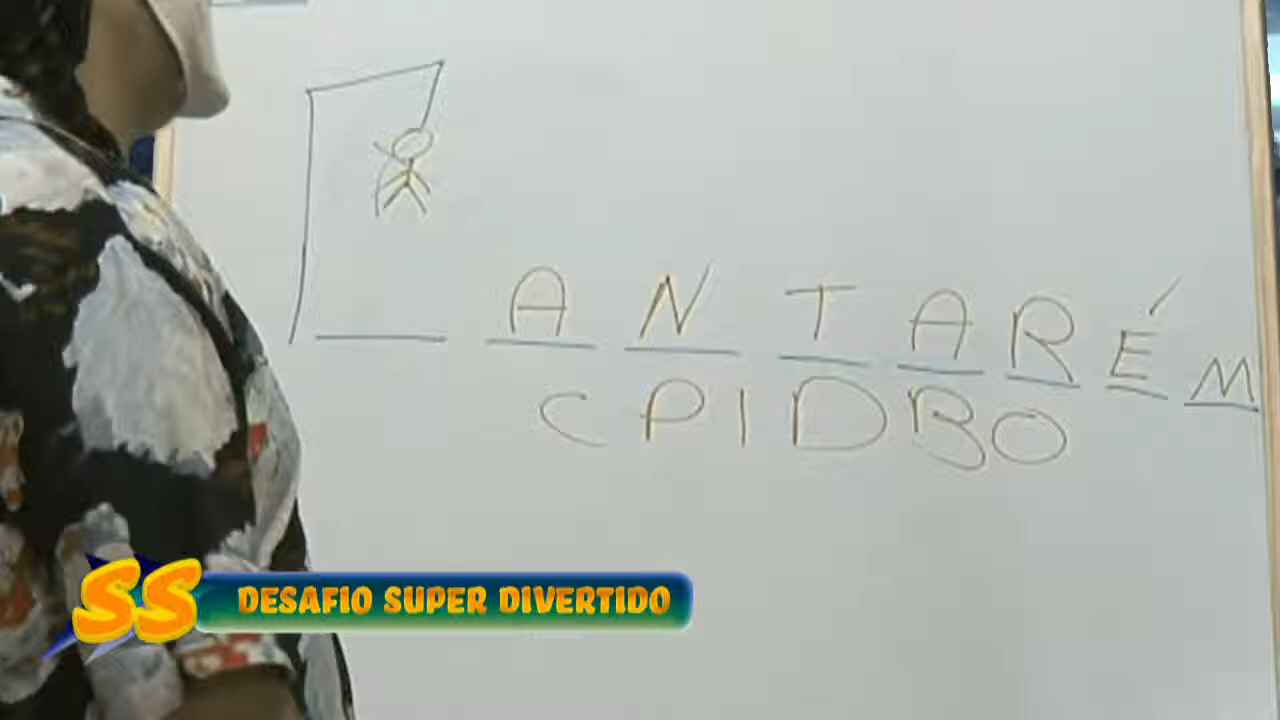 _ A N T A R É M
C P I D B O
SS DESAFIO SUPER DIVERTIDO